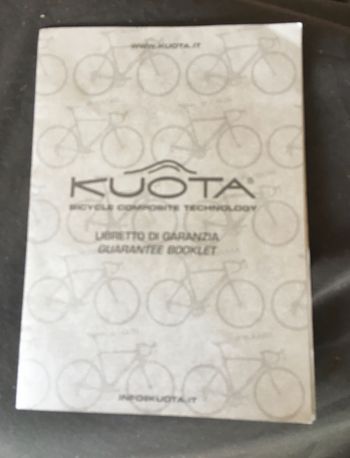 WWW.KUOTA.IT
KUOTA®
BICYCLE COMPOSITE TECHNOLOGY
LIBRETTO DI GARANZIA
GUARANTEE BOOKLET
INFO@KUOTA.IT